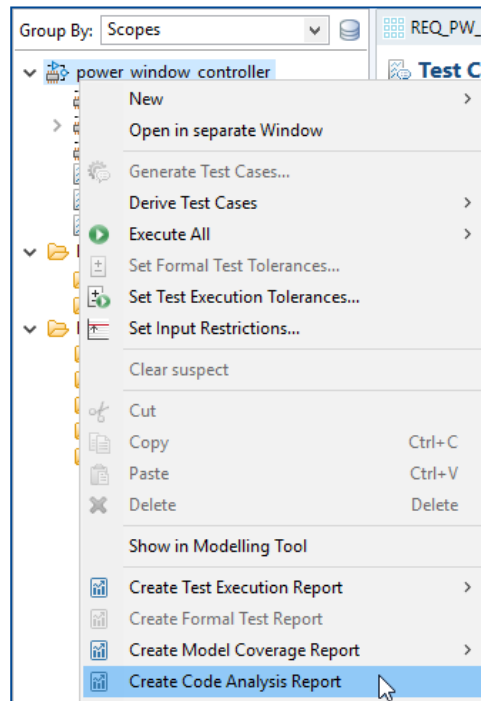 Group By: Scopes
REQ_PW_
power_window_controller
Test C
New
Open in separate Window
Generate Test Cases...
Derive Test Cases
Execute All
Set Formal Test Tolerances...
Set Test Execution Tolerances...
Set Input Restrictions...
Clear suspect
Cut
Copy Ctrl+C
Paste Ctrl+V
Delete Delete
Show in Modelling Tool
Create Test Execution Report
Create Formal Test Report
Create Model Coverage Report
Create Code Analysis Report